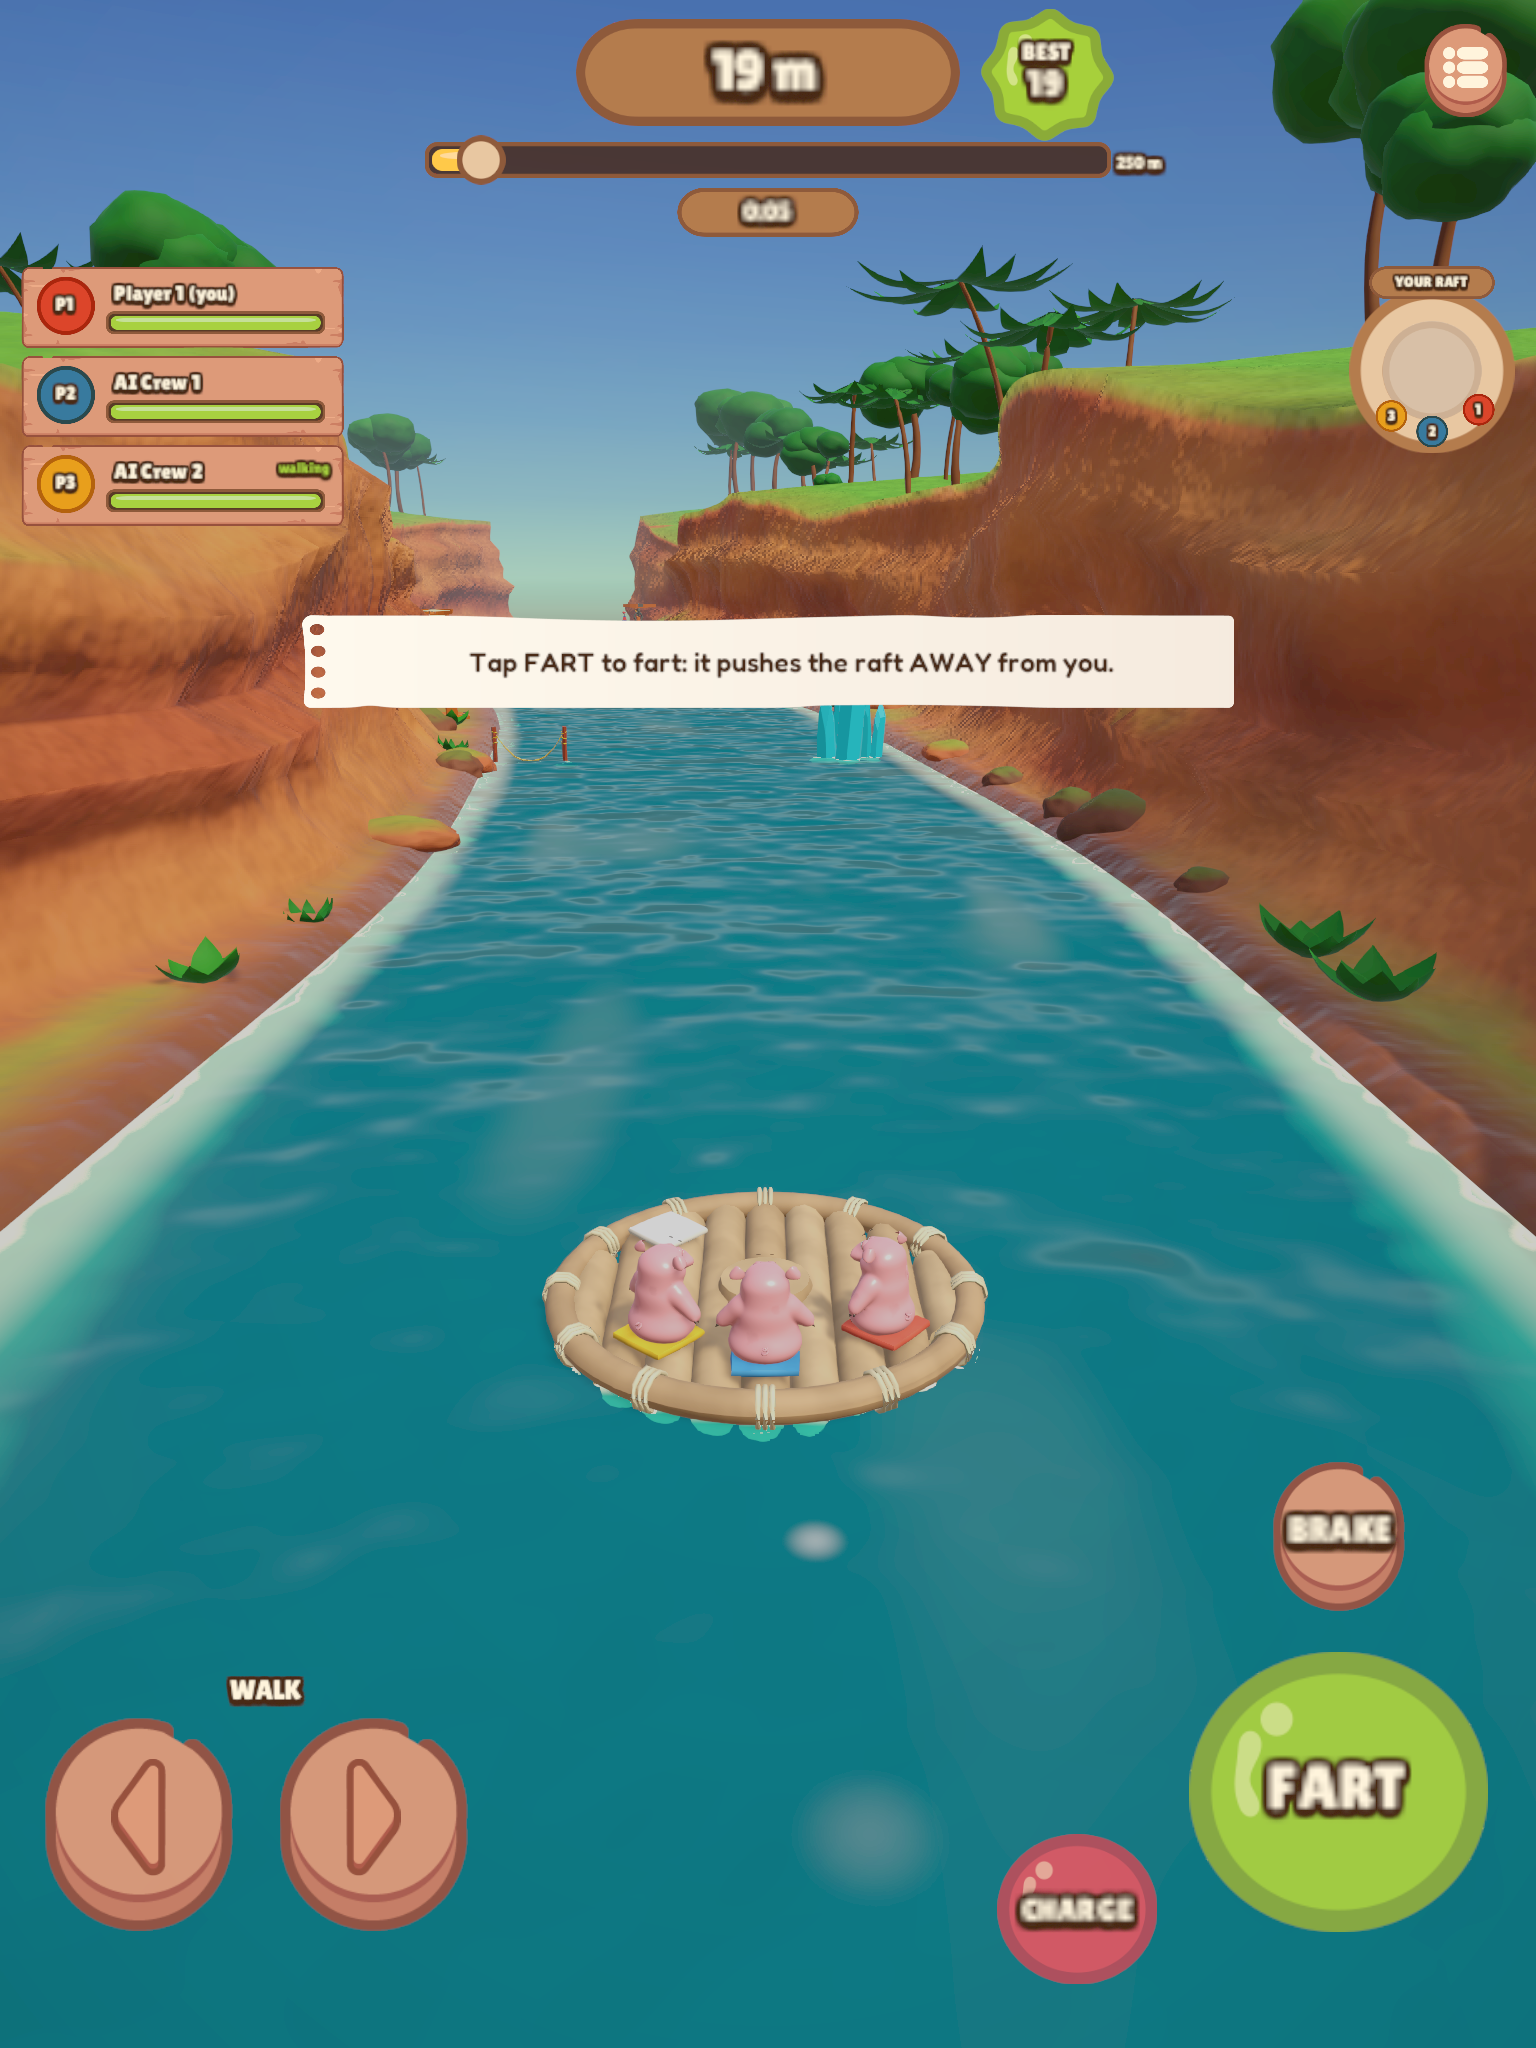 19 m
BEST
19
250 m
0:03
P1
Player 1 (you)
P2
AI Crew 1
P3
AI Crew 2
walking
YOUR RAFT
3
2
1
Tap FART to fart: it pushes the raft AWAY from you.
BRAKE
WALK
FART
CHARGE